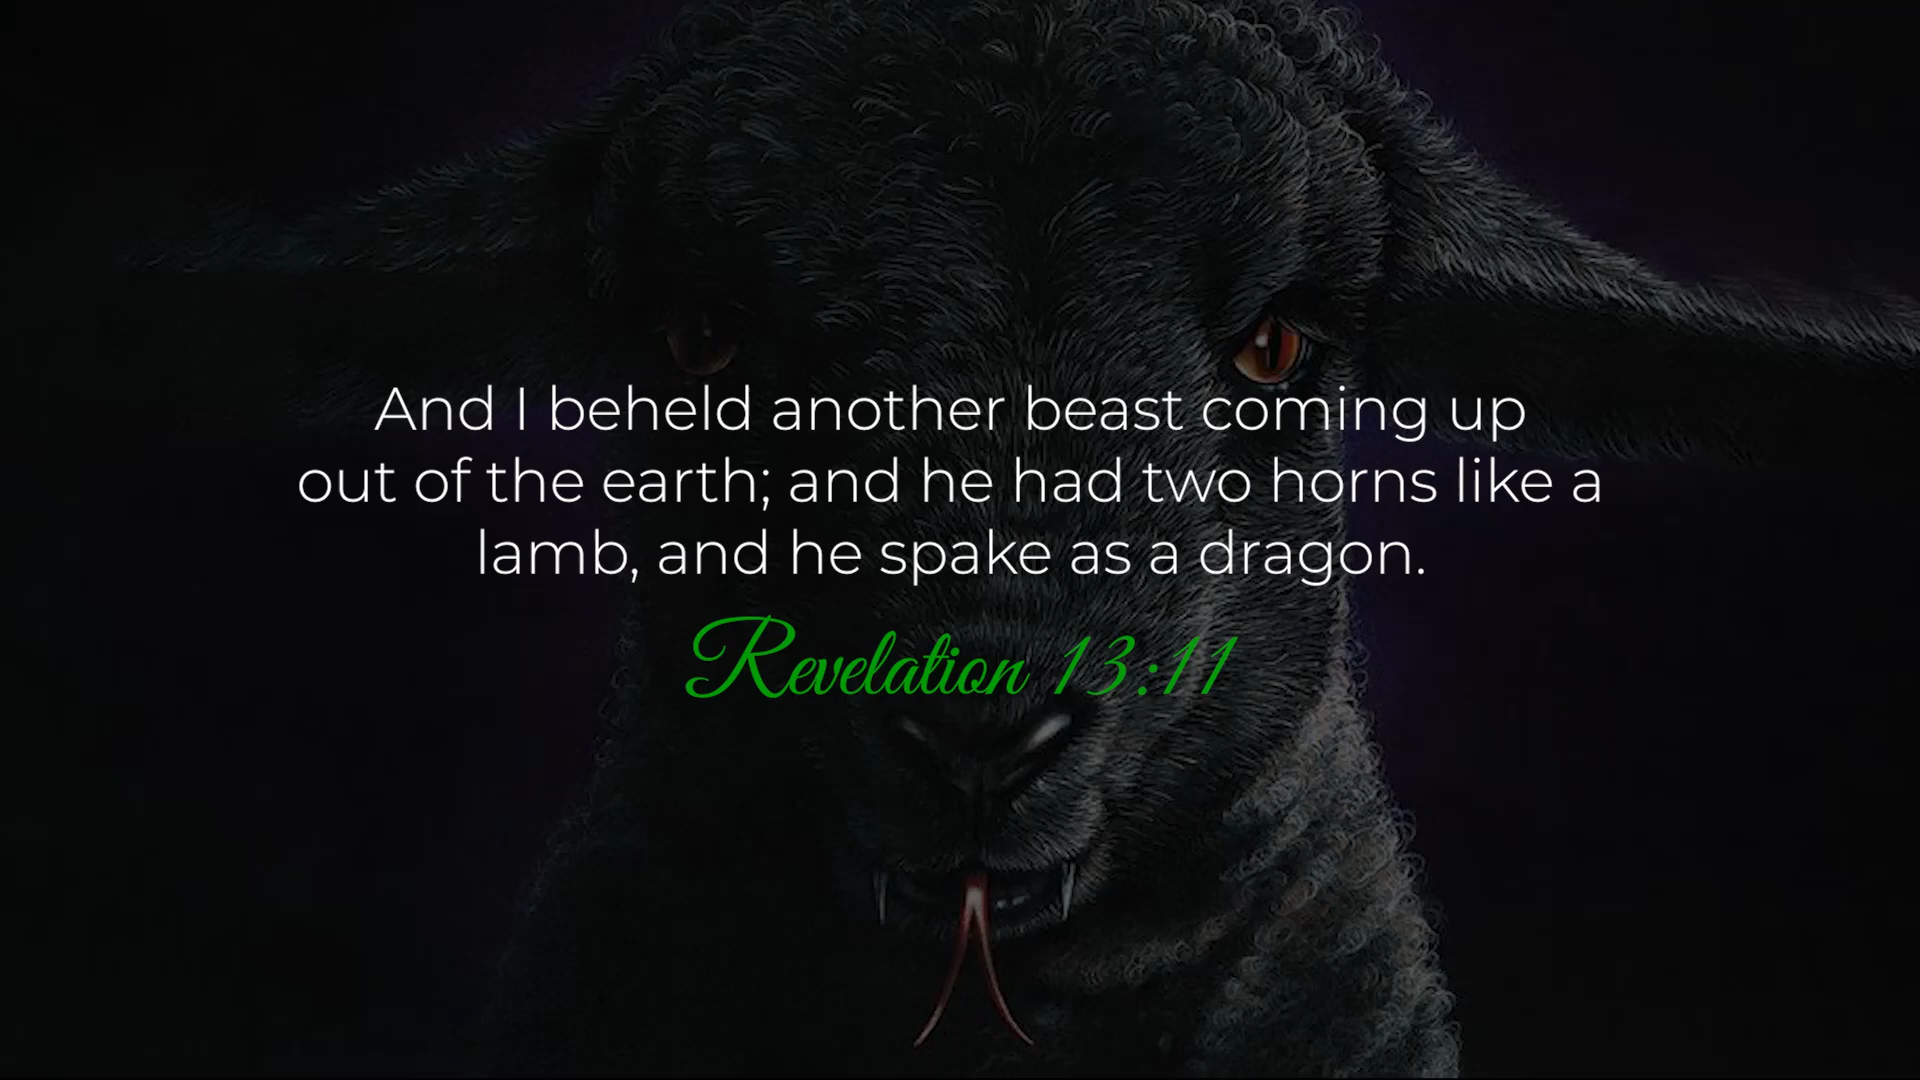 And I beheld another beast coming up
out of the earth; and he had two horns like a
lamb, and he spake as a dragon.
Revelation 13:11